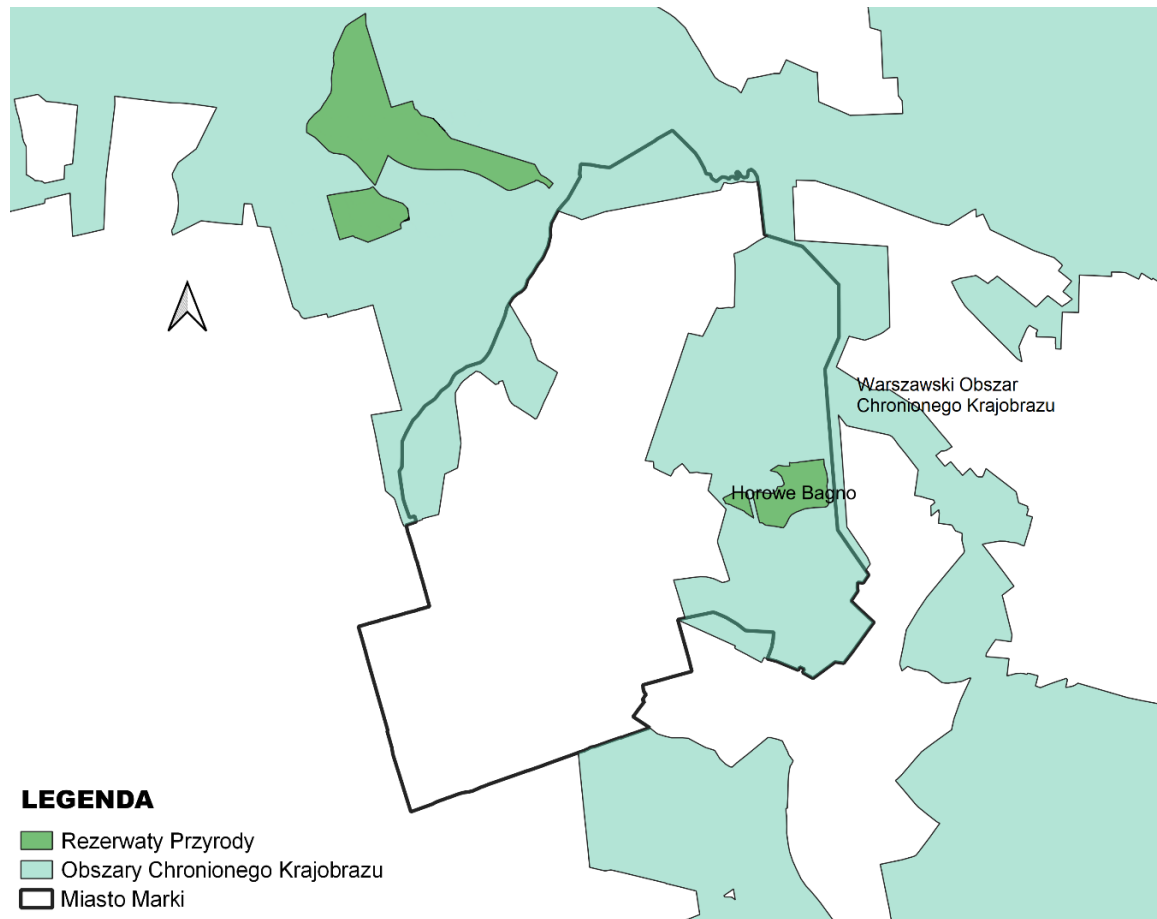 Warszawski Obszar
Chronionego Krajobrazu
Horowe Bagno
LEGENDA
Rezerwaty Przyrody
Obszary Chronionego Krajobrazu
Miasto Marki